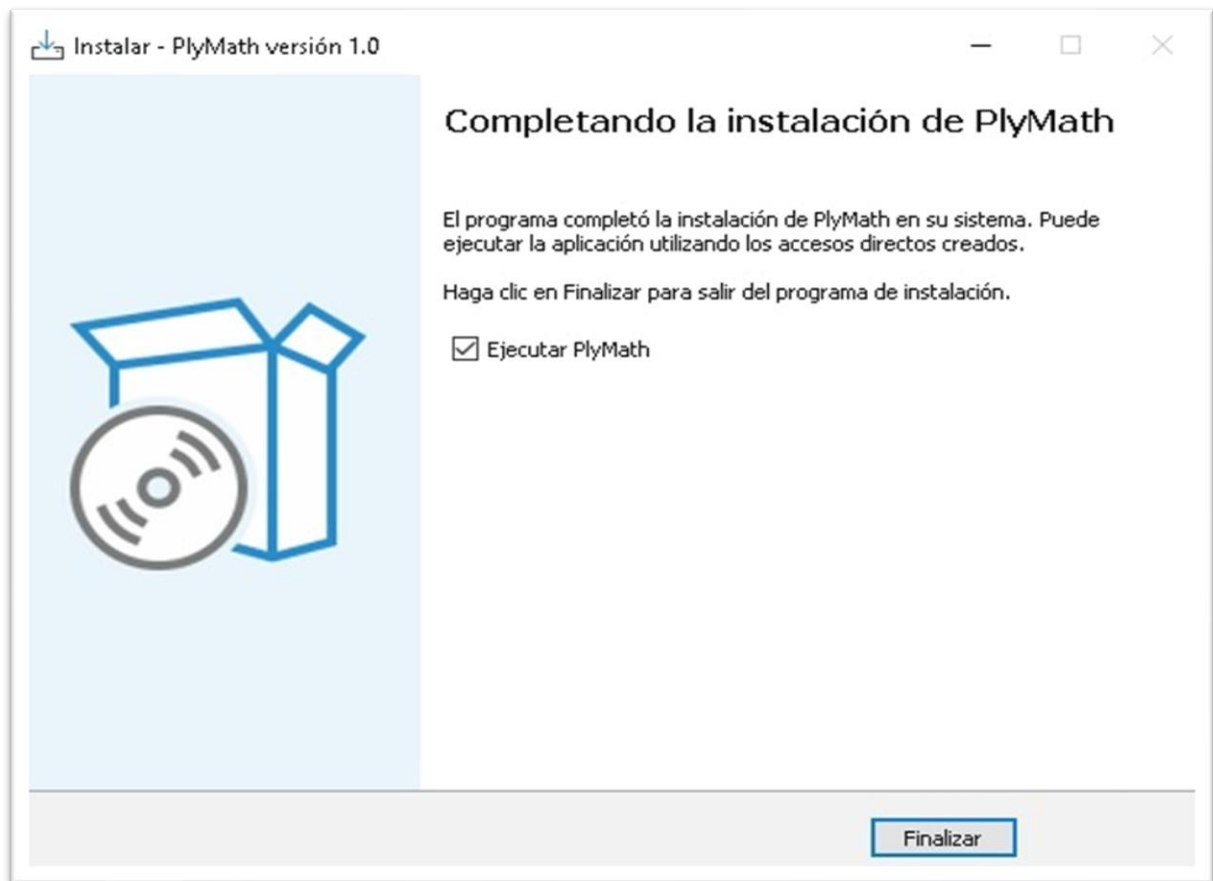 Instalar - PlyMath versión 1.0
Completando la instalación de PlyMath
El programa completó la instalación de PlyMath en su sistema. Puede
ejecutar la aplicación utilizando los accesos directos creados.
Haga clic en Finalizar para salir del programa de instalación.
Ejecutar PlyMath
Finalizar